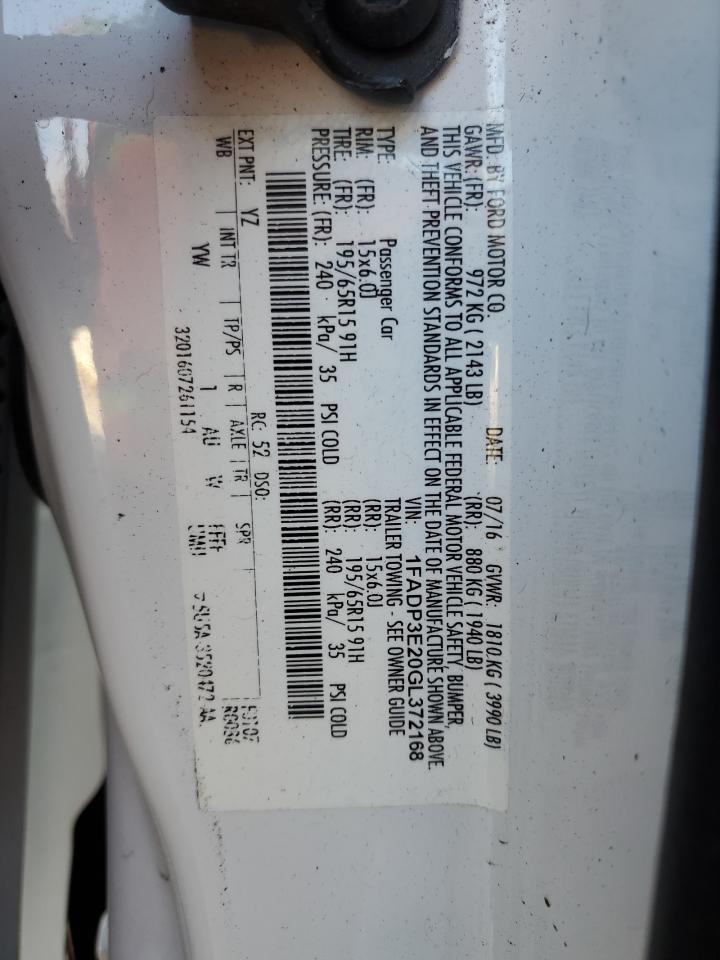 MFD. BY FORD MOTOR CO. DATE: 07/16 GVWR: 1810 KG ( 3990 LB)
GAWR: (FR): 972 KG ( 2143 LB) (RR): 880 KG ( 1940 LB)
THIS VEHICLE CONFORMS TO ALL APPLICABLE FEDERAL MOTOR VEHICLE SAFETY, BUMPER,
AND THEFT PREVENTION STANDARDS IN EFFECT ON THE DATE OF MANUFACTURE SHOWN ABOVE.
VIN: 1FADP3E20GL372168
TYPE: Passenger Car TRAILER TOWING - SEE OWNER GUIDE
RIM: (FR): 15x6.0J (RR): 15x6.0J
TIRE: (FR): 195/65R15 91H (RR): 195/65R15 91H
PRESSURE: (FR): 240 kPa/ 35 PSI COLD (RR): 240 kPa/ 35 PSI COLD
EXT PNT: YZ RC: 52 DSO:
WB INT TR TP/PS R AXLE TR SPR
YW 1 AU W
3201607261154